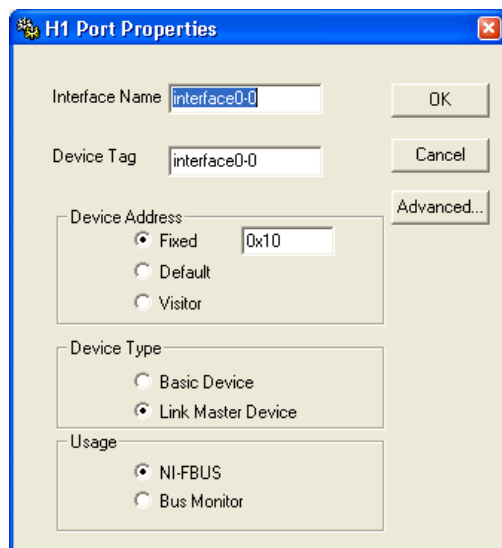 H1 Port Properties
Interface Name interface0-0 OK
Device Tag interface0-0 Cancel
Advanced...
Device Address
Fixed 0x10
Default
Visitor
Device Type
Basic Device
Link Master Device
Usage
NI-FBUS
Bus Monitor